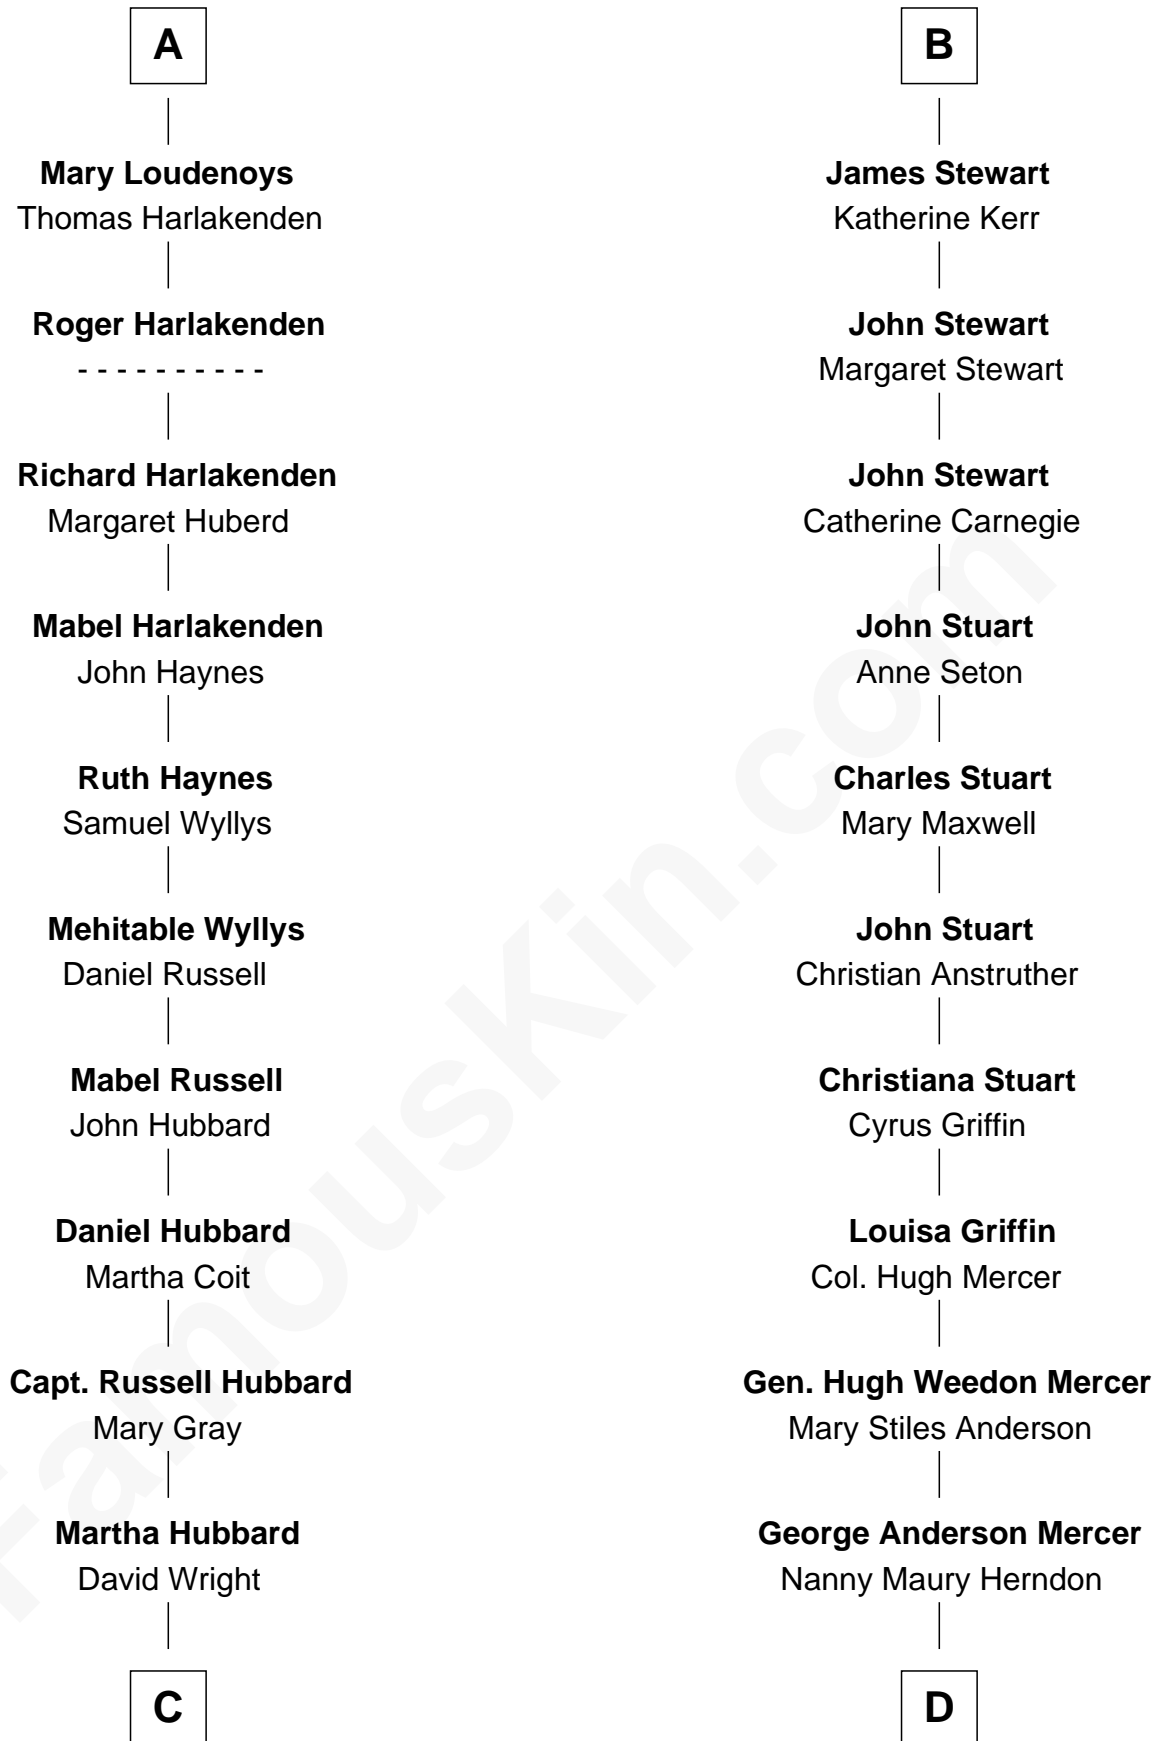 A
Mary Loudenoys
Thomas Harlakenden
Roger Harlakenden
- - - - - - - - - -
Richard Harlakenden
Margaret Huberd
Mabel Harlakenden
John Haynes
Ruth Haynes
Samuel Wyllys
Mehitable Wyllys
Daniel Russell
Mabel Russell
John Hubbard
Daniel Hubbard
Martha Coit
Capt. Russell Hubbard
Mary Gray
Martha Hubbard
David Wright
C
B
James Stewart
Katherine Kerr
John Stewart
Margaret Stewart
John Stewart
Catherine Carnegie
John Stuart
Anne Seton
Charles Stuart
Mary Maxwell
John Stuart
Christian Anstruther
Christiana Stuart
Cyrus Griffin
Louisa Griffin
Col. Hugh Mercer
Gen. Hugh Weedon Mercer
Mary Stiles Anderson
George Anderson Mercer
Nanny Maury Herndon
D
FamousKin.com